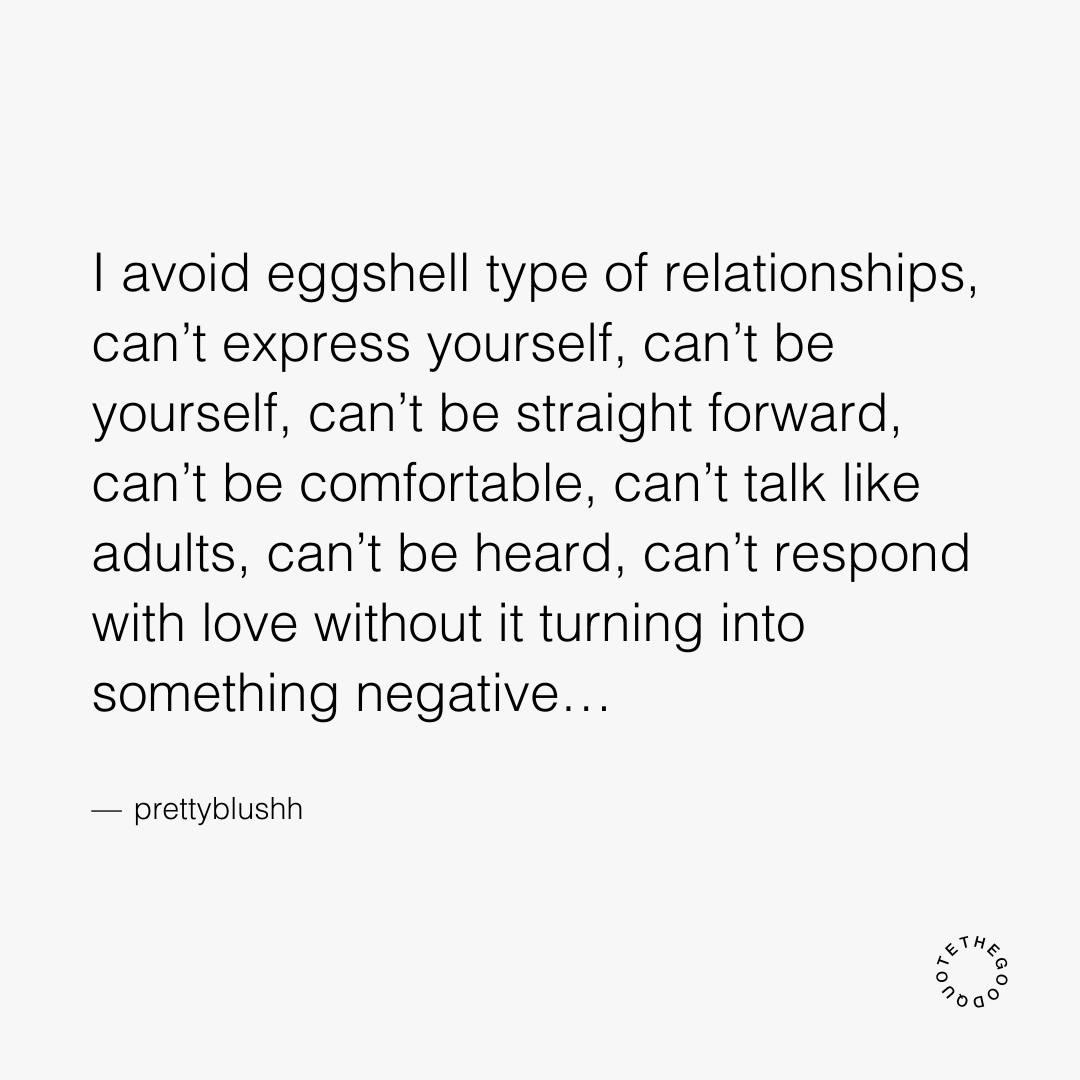 I avoid eggshell type of relationships,
can’t express yourself, can’t be
yourself, can’t be straight forward,
can’t be comfortable, can’t talk like
adults, can’t be heard, can’t respond
with love without it turning into
something negative…
— prettyblushh
THEGOODQUOTE